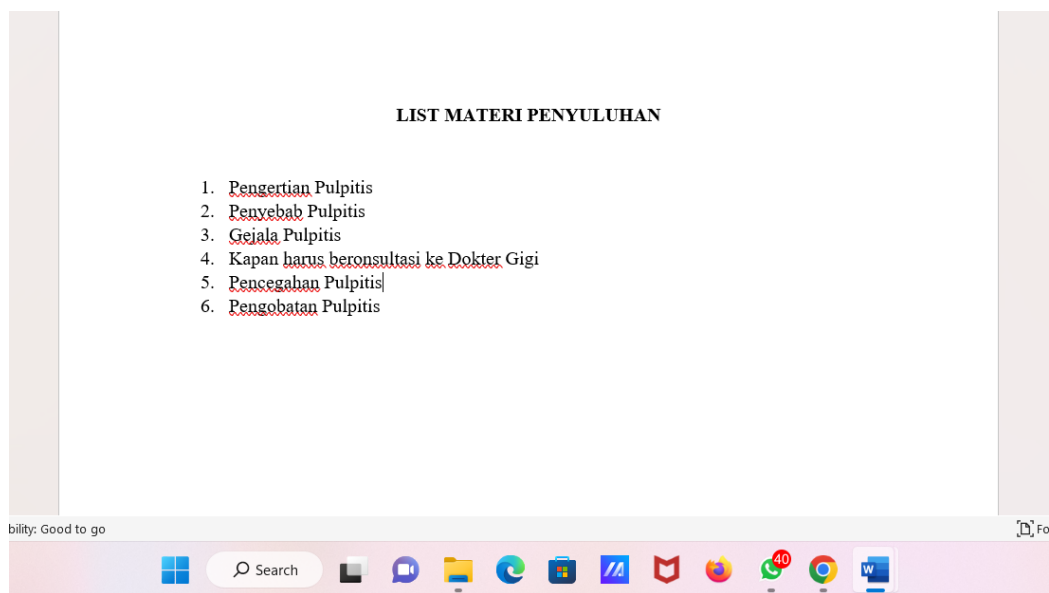 LIST MATERI PENYULUHAN
1. Pengertian Pulpitis
2. Penyebab Pulpitis
3. Gejala Pulpitis
4. Kapan harus beronsultasi ke Dokter Gigi
5. Pencegahan Pulpitis
6. Pengobatan Pulpitis
bility: Good to go
Fo
Search
40
W